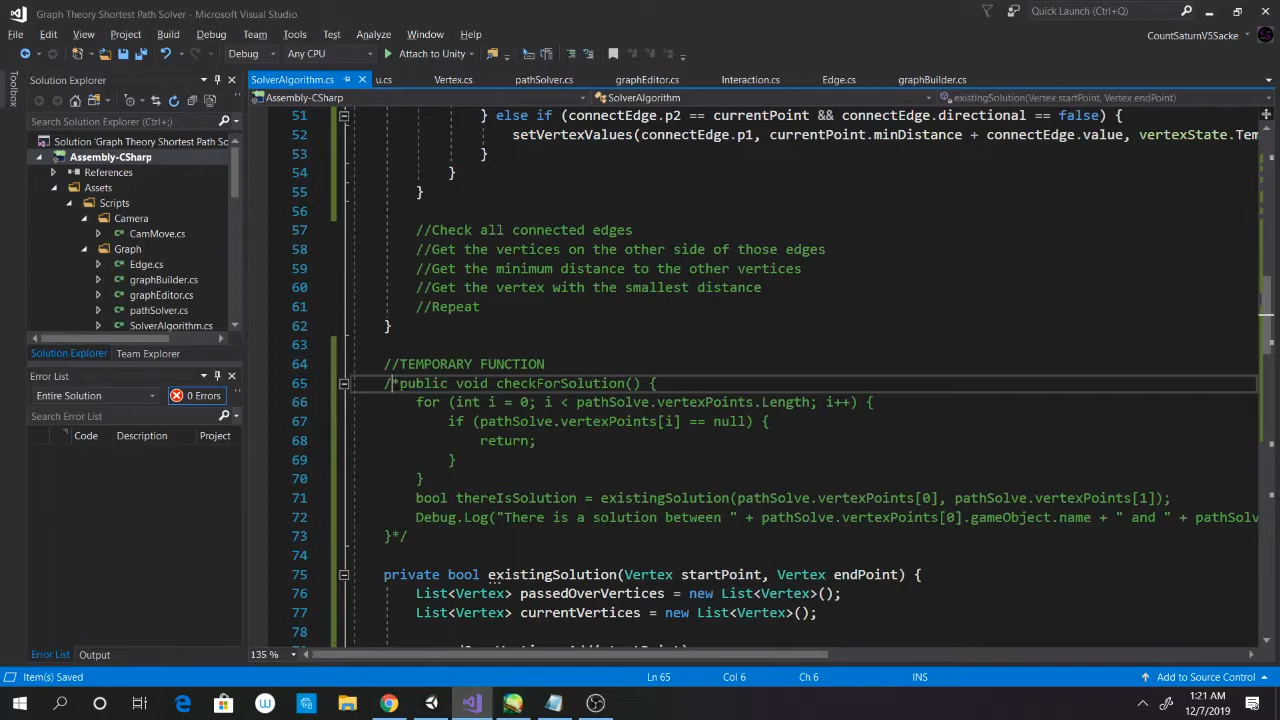 Graph Theory Shortest Path Solver - Microsoft Visual Studio
Quick Launch (Ctrl+;)
File Edit View Project Build Debug Team Tools Test Analyze Window Help
CountSaturnV5Sacke
Debug Any CPU Attach to Unity
Toolbox
Solution Explorer
SolverAlgorithm.cs u.cs Vertex.cs pathSolver.cs graphEditor.cs Interaction.cs Edge.cs graphBuilder.cs
Assembly-CSharp SolverAlgorithm existingSolution(Vertex startPoint, Vertex endPoint)
Search Solution Explorer (Ctrl+;)
Solution 'Graph Theory Shortest Path So
Assembly-CSharp
References
Assets
Scripts
Camera
CamMove.cs
Graph
Edge.cs
graphBuilder.cs
graphEditor.cs
pathSolver.cs
SolverAlgorithm.cs
Solution Explorer Team Explorer
Error List
Entire Solution 0 Errors
Search Error List
Code Description Project
Error List Output
51 } else if (connectEdge.p2 == currentPoint && connectEdge.directional == false) {
52 setVertexValues(connectEdge.p1, currentPoint.minDistance + connectEdge.value, vertexState.Tem
53 }
54 }
55 }
56
57 //Check all connected edges
58 //Get the vertices on the other side of those edges
59 //Get the minimum distance to the other vertices
60 //Get the vertex with the smallest distance
61 //Repeat
62 }
63
64 //TEMPORARY FUNCTION
65 /*public void checkForSolution() {
66 for (int i = 0; i < pathSolve.vertexPoints.Length; i++) {
67 if (pathSolve.vertexPoints[i] == null) {
68 return;
69 }
70 }
71 bool thereIsSolution = existingSolution(pathSolve.vertexPoints[0], pathSolve.vertexPoints[1]);
72 Debug.Log("There is a solution between " + pathSolve.vertexPoints[0].gameObject.name + " and " + pathSolv
73 }*/
74
75 private bool existingSolution(Vertex startPoint, Vertex endPoint) {
76 List<Vertex> passedOverVertices = new List<Vertex>();
77 List<Vertex> currentVertices = new List<Vertex>();
78
135 %
Item(s) Saved Ln 65 Col 6 Ch 6 INS Add to Source Control
1:21 AM
12/7/2019